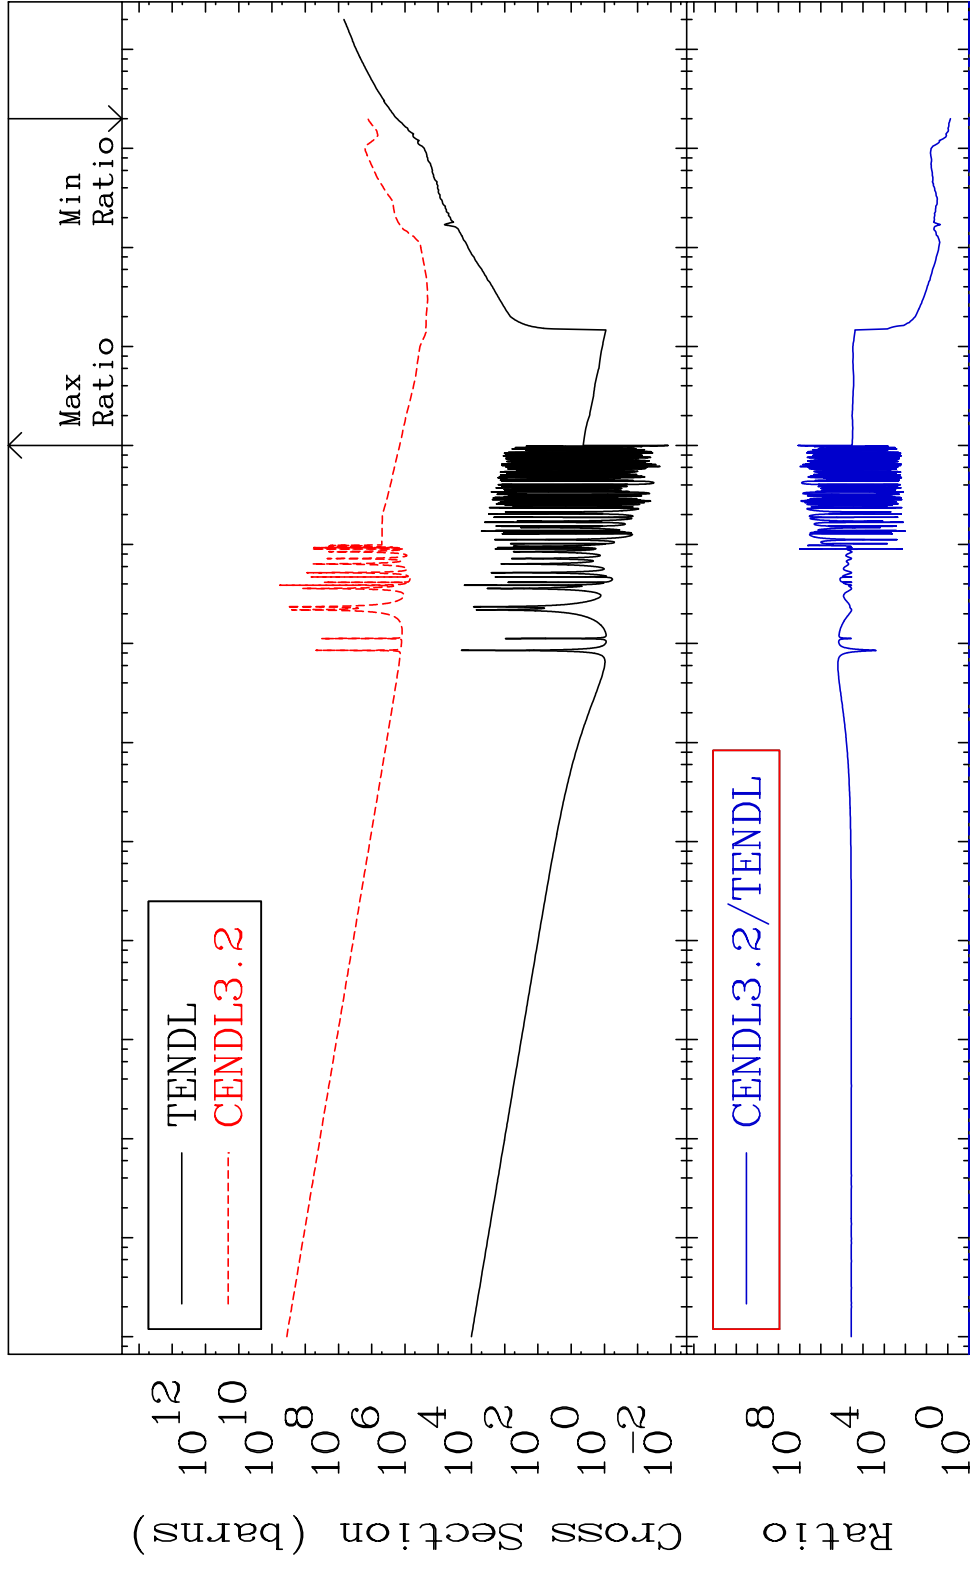 Max
Ratio
Min
Ratio
TENDL
CENDL3.2
10^12
10^10
10^8
10^6
10^4
10^2
10^0
10^-2
Cross Section (barns)
CENDL3.2/TENDL
10^8
10^4
10^0
Ratio